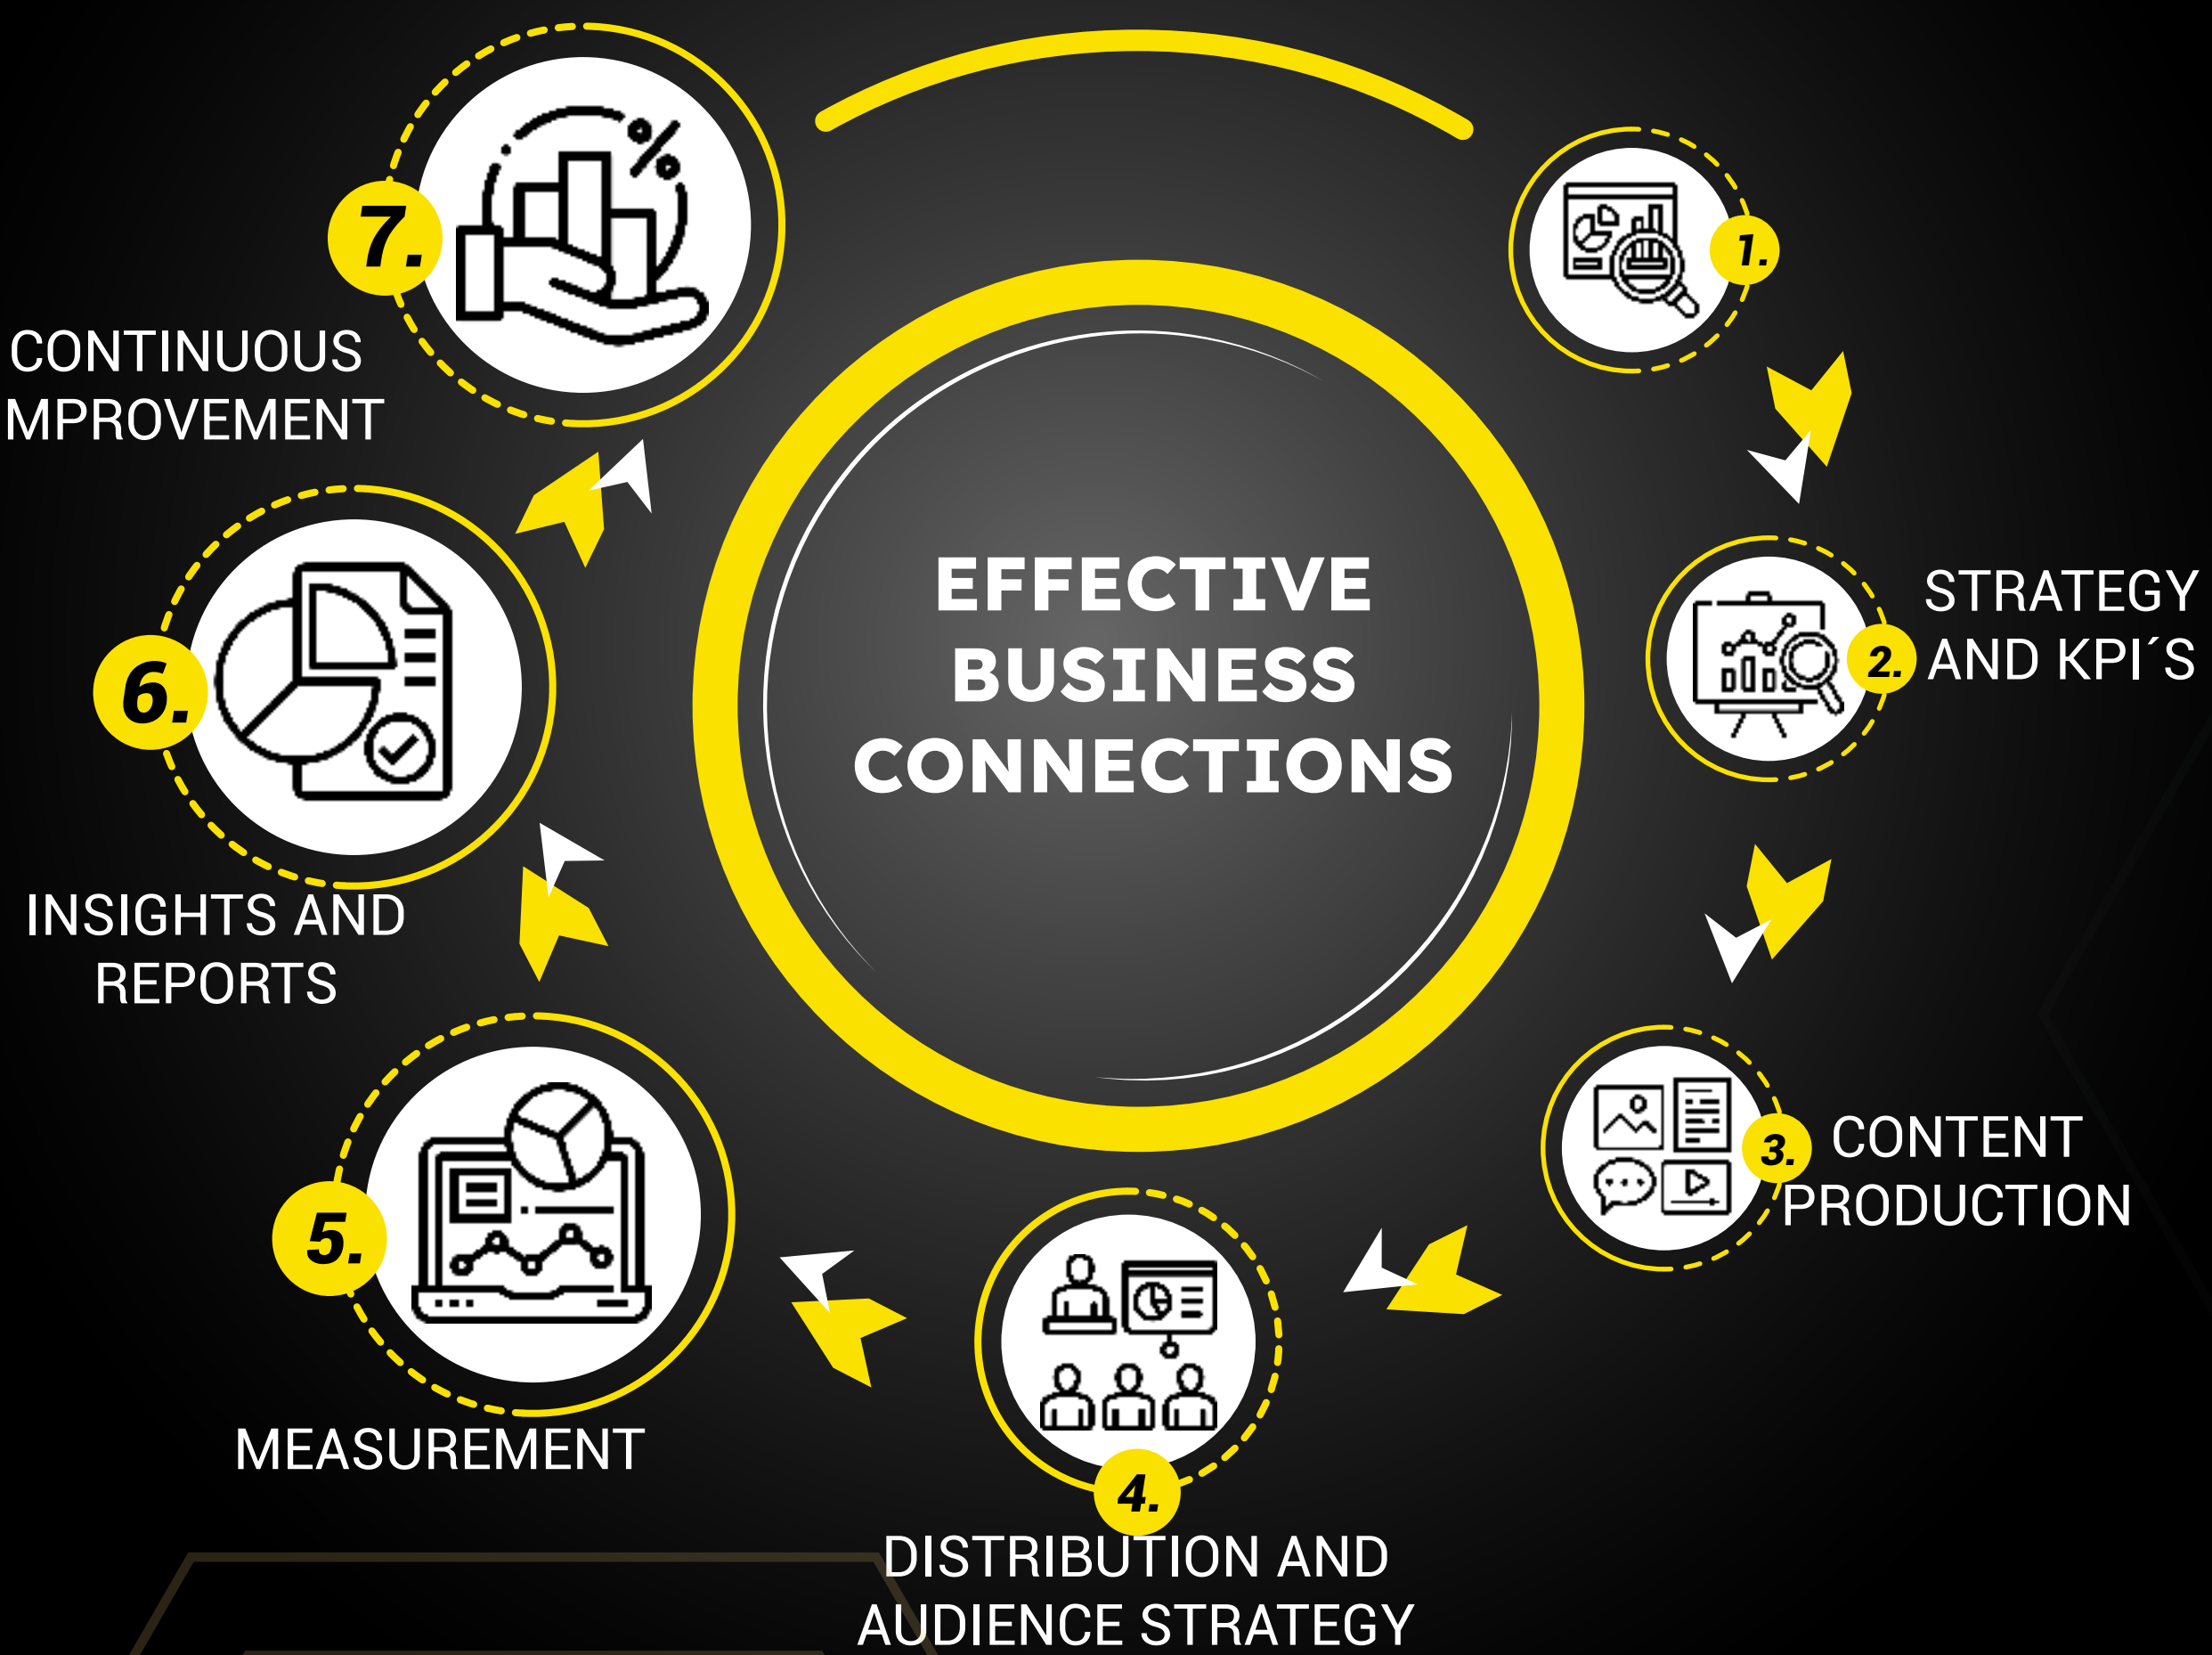 EFFECTIVE
BUSINESS
CONNECTIONS
1.
2.
STRATEGY
AND KPI´S
3.
CONTENT
PRODUCTION
4.
DISTRIBUTION AND
AUDIENCE STRATEGY
5.
MEASUREMENT
6.
INSIGHTS AND
REPORTS
7.
CONTINUOUS
MPROVEMENT
%